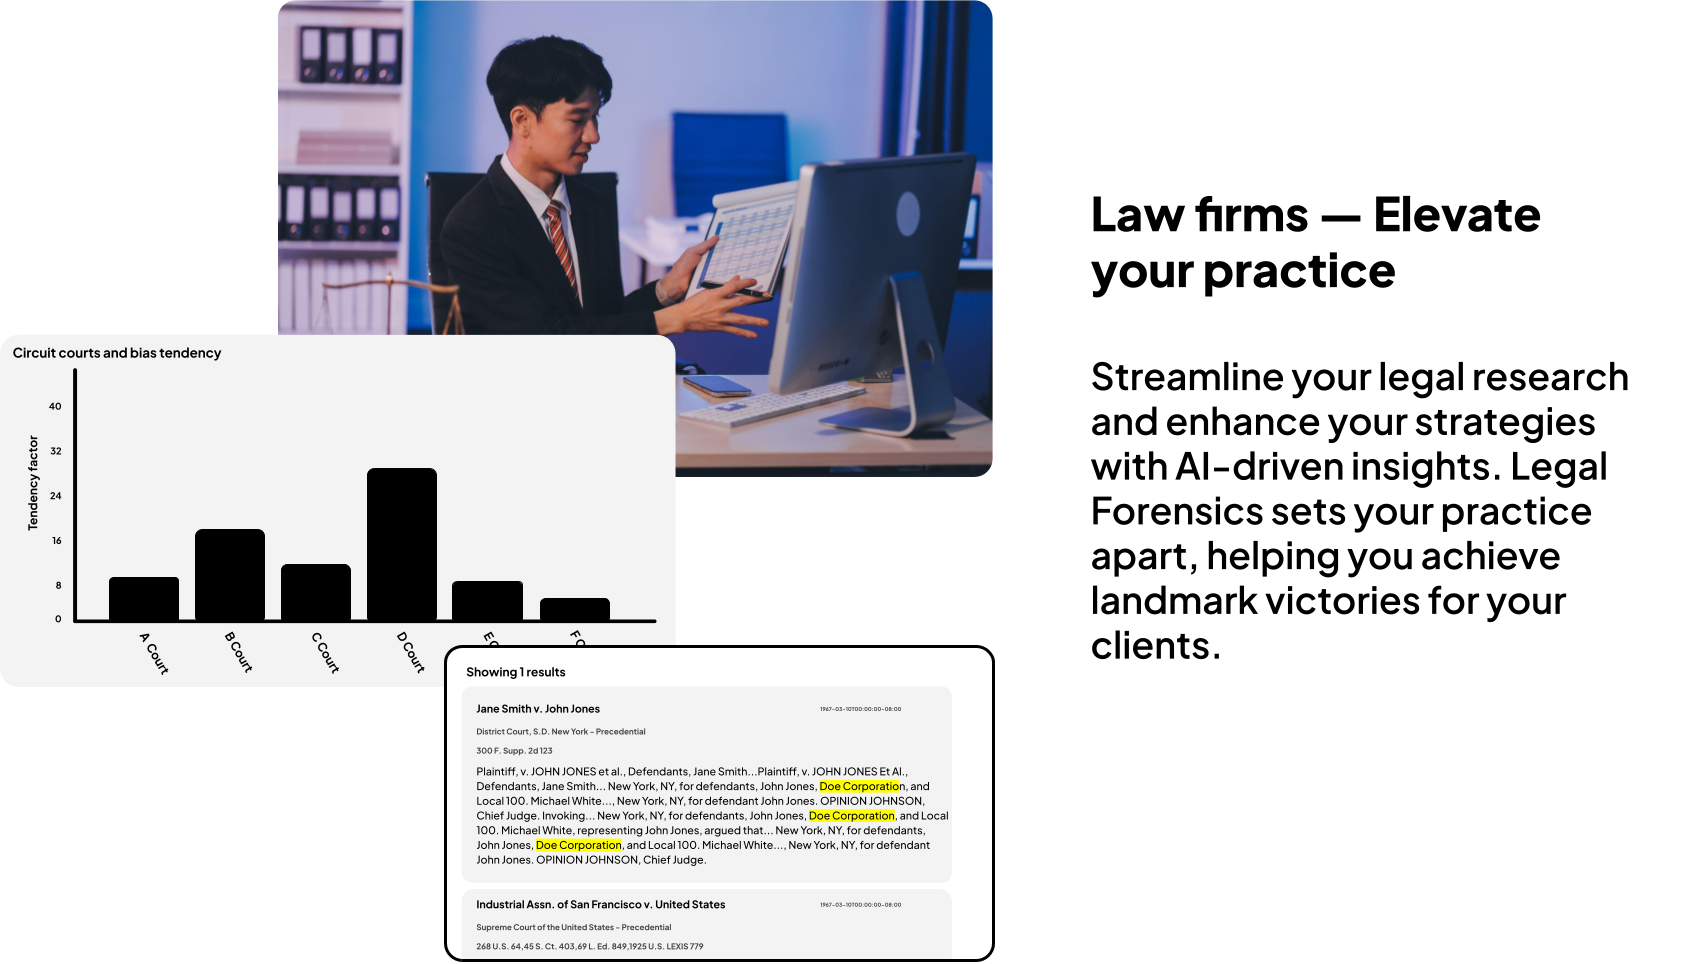 Law firms — Elevate
your practice
Streamline your legal research
and enhance your strategies
with AI-driven insights. Legal
Forensics sets your practice
apart, helping you achieve
landmark victories for your
clients.
Circuit courts and bias tendency
Tendency factor
40
32
24
16
8
0
A Court
B Court
C Court
D Court
E C
F C
Showing 1 results
Jane Smith v. John Jones
1967-03-10T00:00:00-08:00
District Court, S.D. New York - Precedential
300 F. Supp. 2d 123
Plaintiff, v. JOHN JONES et al., Defendants, Jane Smith...Plaintiff, v. JOHN JONES Et Al.,
Defendants, Jane Smith... New York, NY, for defendants, John Jones, Doe Corporation, and
Local 100. Michael White..., New York, NY, for defendant John Jones. OPINION JOHNSON,
Chief Judge. Invoking... New York, NY, for defendants, John Jones, Doe Corporation, and Local
100. Michael White, representing John Jones, argued that... New York, NY, for defendants,
John Jones, Doe Corporation, and Local 100. Michael White..., New York, NY, for defendant
John Jones. OPINION JOHNSON, Chief Judge.
Industrial Assn. of San Francisco v. United States
1967-03-10T00:00:00-08:00
Supreme Court of the United States - Precedential
268 U.S. 64,45 S. Ct. 403,69 L. Ed. 849,1925 U.S. LEXIS 779